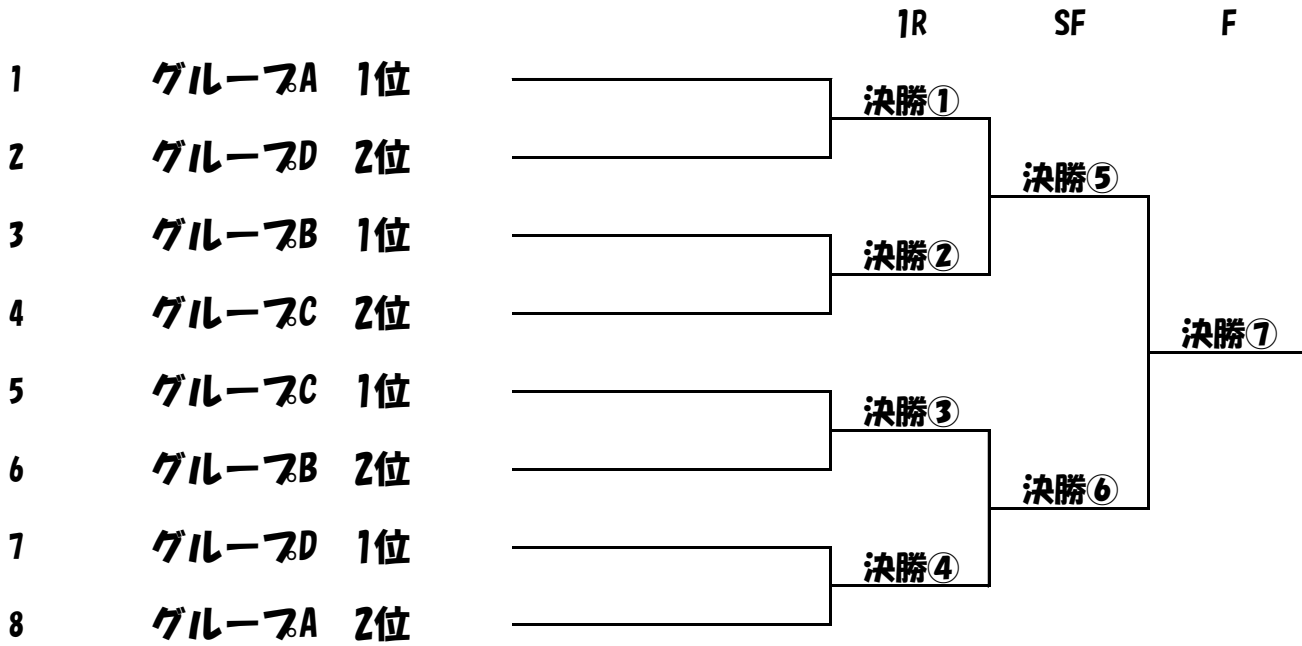 1R SF F
1 グループA 1位
決勝①
2 グループD 2位
決勝⑤
3 グループB 1位
決勝②
4 グループC 2位
決勝⑦
5 グループC 1位
決勝③
6 グループB 2位
決勝⑥
7 グループD 1位
決勝④
8 グループA 2位